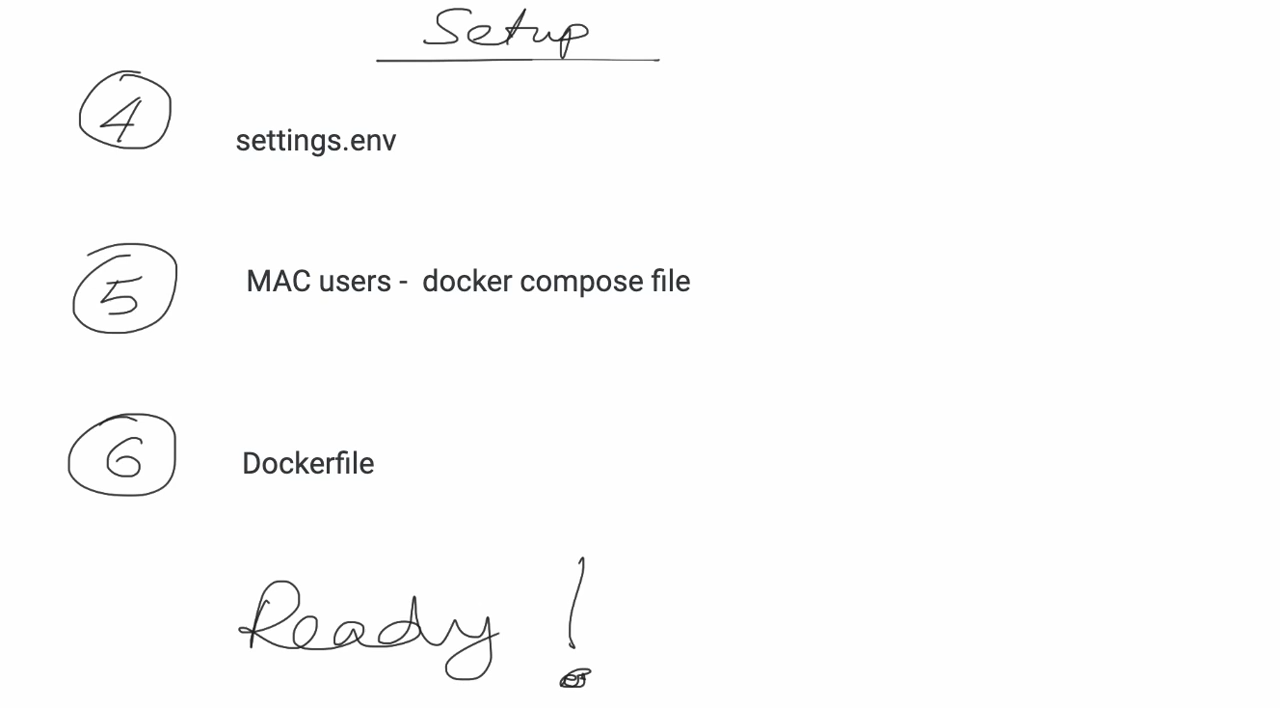 Setup
4 settings.env
5 MAC users - docker compose file
6 Dockerfile
Ready !